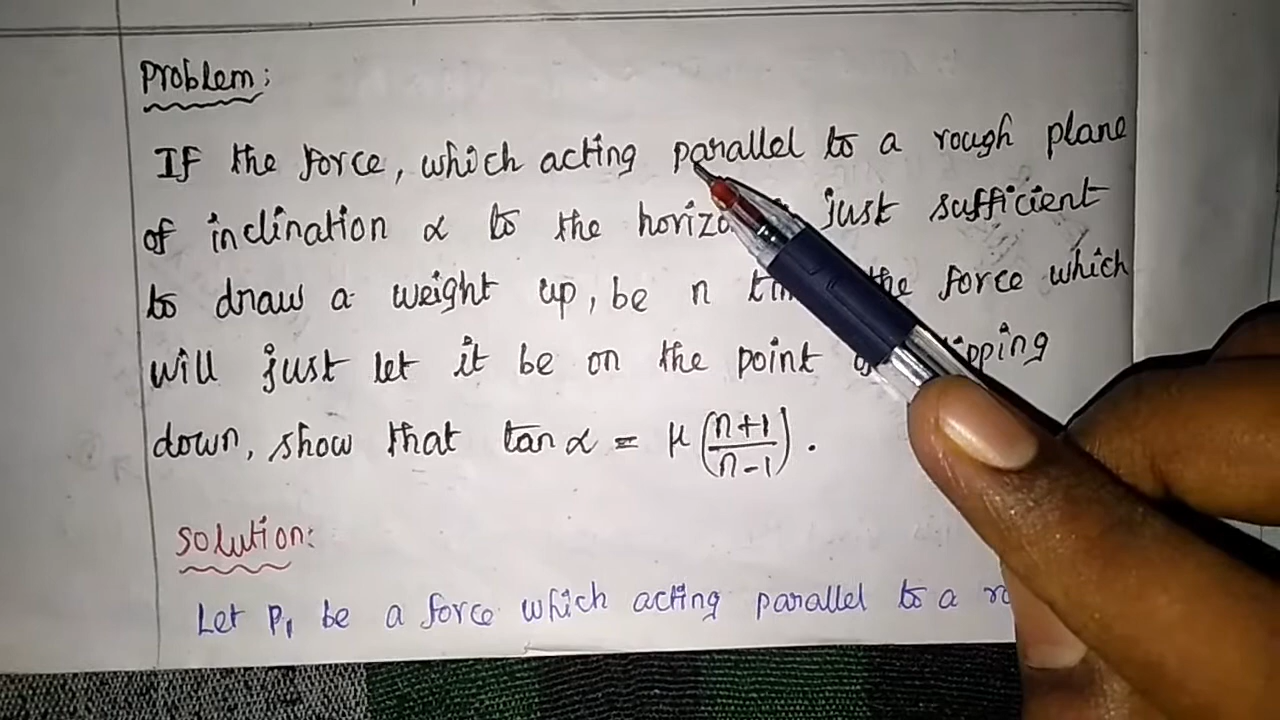 Problem:
If the force, which acting parallel to a rough plane
of inclination α to the just sufficient
to draw a weight up, be n the force which
will just let it be on the point
down, show that tan α = μ (n+1/n-1).
Solution:
Let P₁ be a force which acting parallel to a